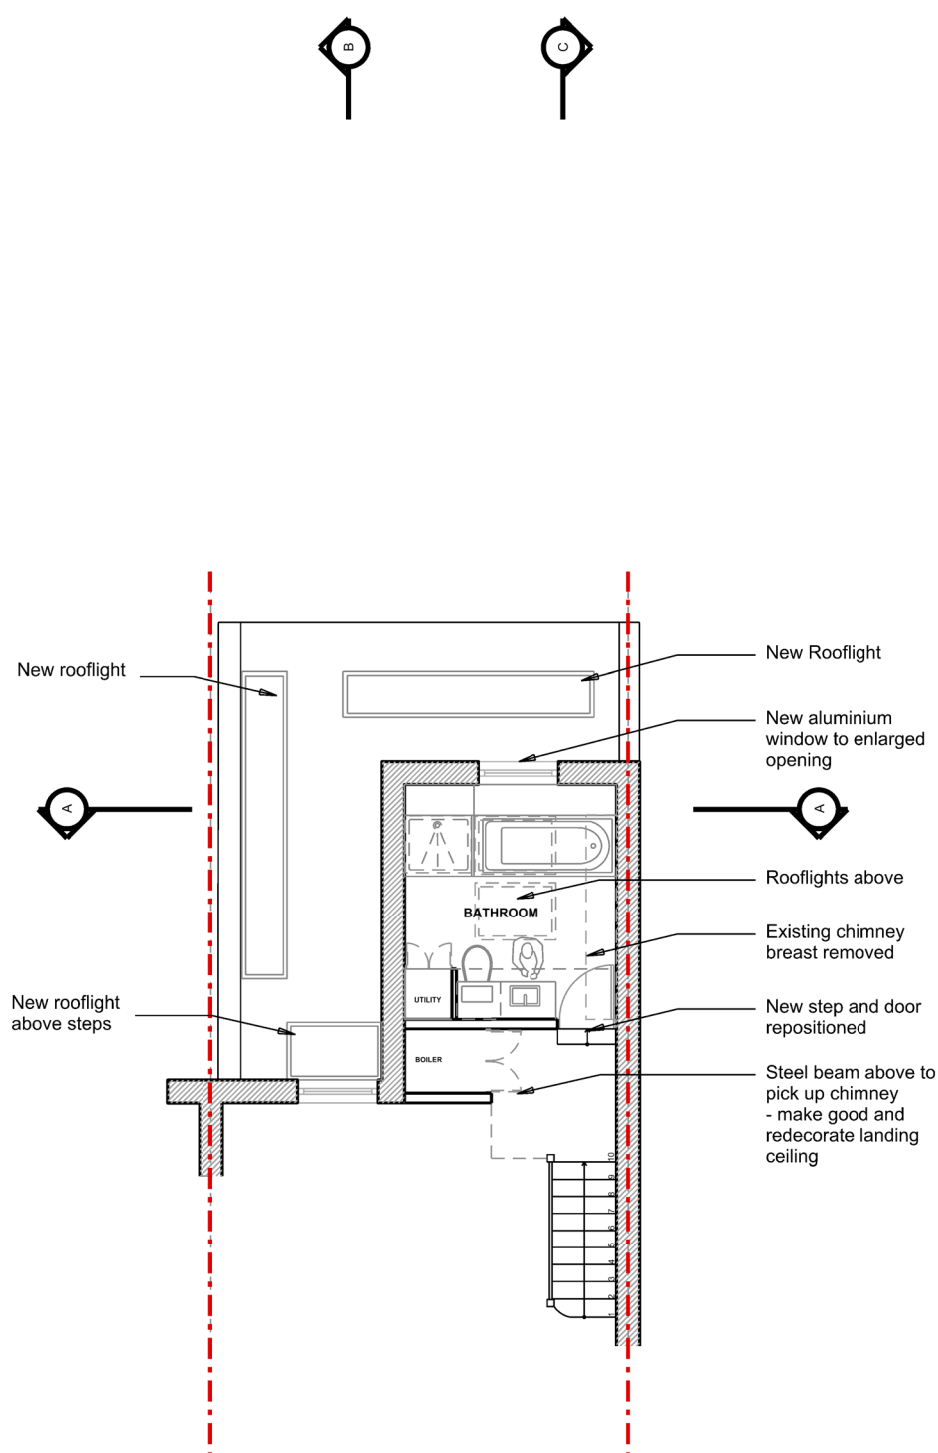 B
C
New rooflight
New Rooflight
New aluminium
window to enlarged
opening
A
A
Rooflights above
BATHROOM
Existing chimney
breast removed
UTILITY
New rooflight
above steps
New step and door
repositioned
BOILER
Steel beam above to
pick up chimney
- make good and
redecorate landing
ceiling
10
9
8
7
6
5
4
3
2
1